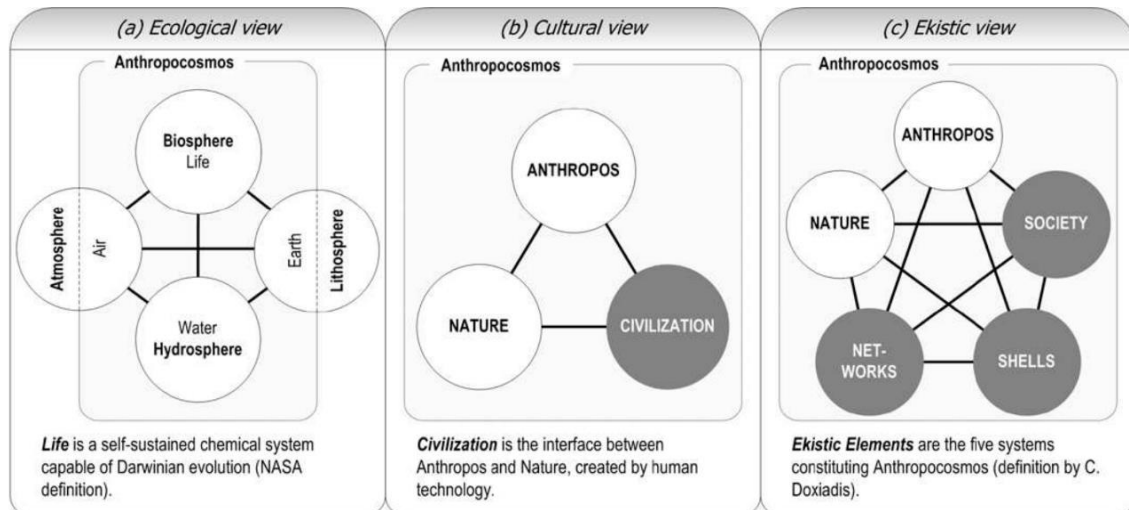 (a) Ecological view
Anthropocosmos
Biosphere
Life
Atmosphere
Air
Earth
Lithosphere
Water
Hydrosphere
Life is a self-sustained chemical system
capable of Darwinian evolution (NASA
definition).
(b) Cultural view
Anthropocosmos
ANTHROPOS
NATURE
CIVILIZATION
Civilization is the interface between
Anthropos and Nature, created by human
technology.
(c) Ekistic view
Anthropocosmos
ANTHROPOS
NATURE
SOCIETY
NET-
WORKS
SHELLS
Ekistic Elements are the five systems
constituting Anthropocosmos (definition by C.
Doxiadis).